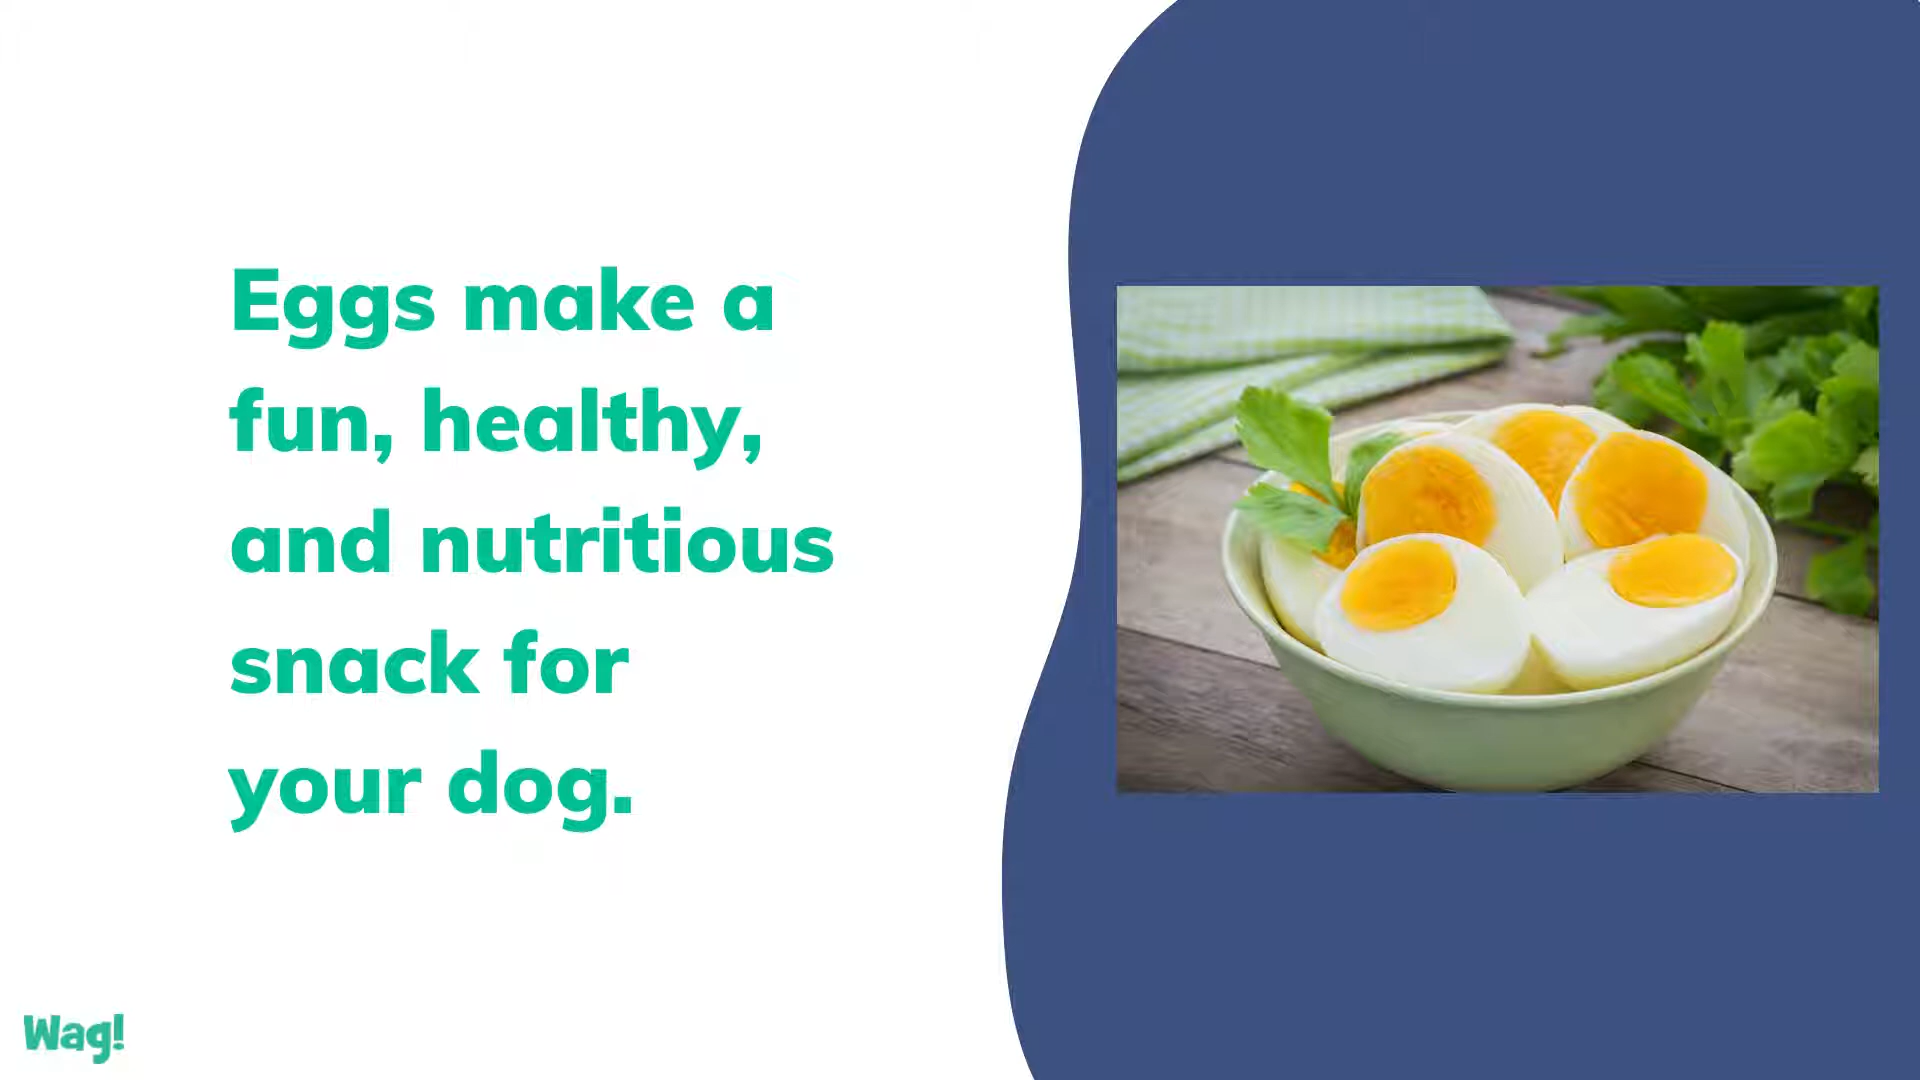 Eggs make a
fun, healthy,
and nutritious
snack for
your dog.
Wag!